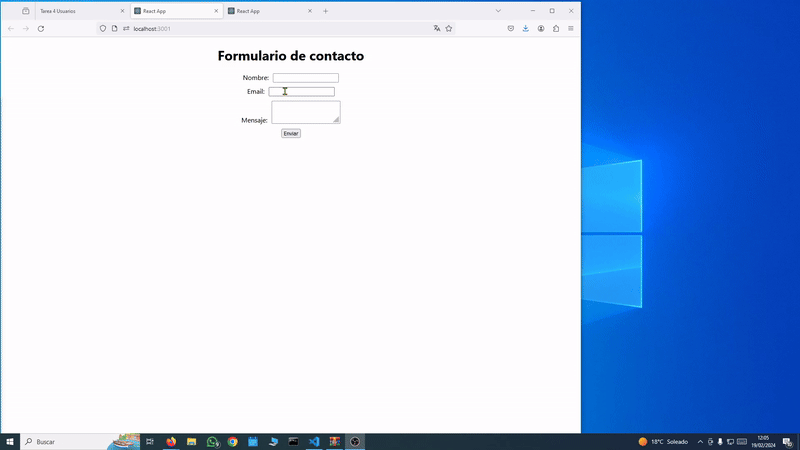 Tarea 4 Usuarios
React App
React App
localhost:3001
Formulario de contacto
Nombre:
Email:
Mensaje:
Enviar
Buscar
18°C Soleado
12:05
19/02/2024